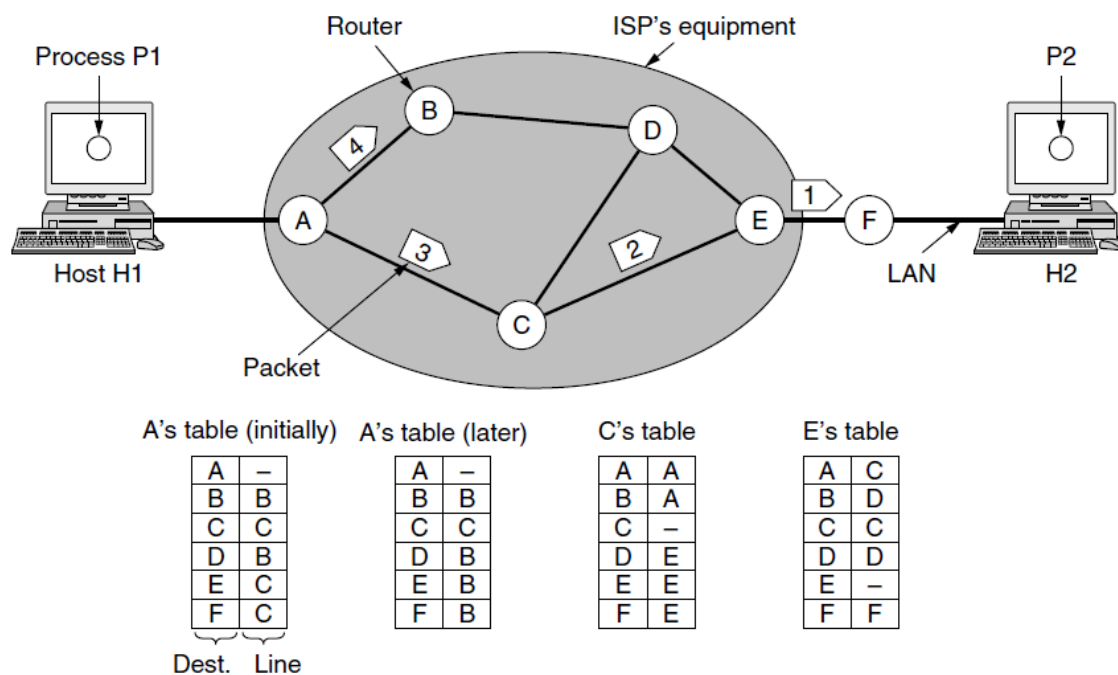 Router
ISP's equipment
Process P1
P2
B
D
4
1
A
E
F
3
2
Host H1
LAN
H2
C
Packet
A's table (initially)
A –
B B
C C
D B
E C
F C
Dest. Line
A's table (later)
A –
B B
C C
D B
E B
F B
C's table
A A
B A
C –
D E
E E
F E
E's table
A C
B D
C C
D D
E –
F F